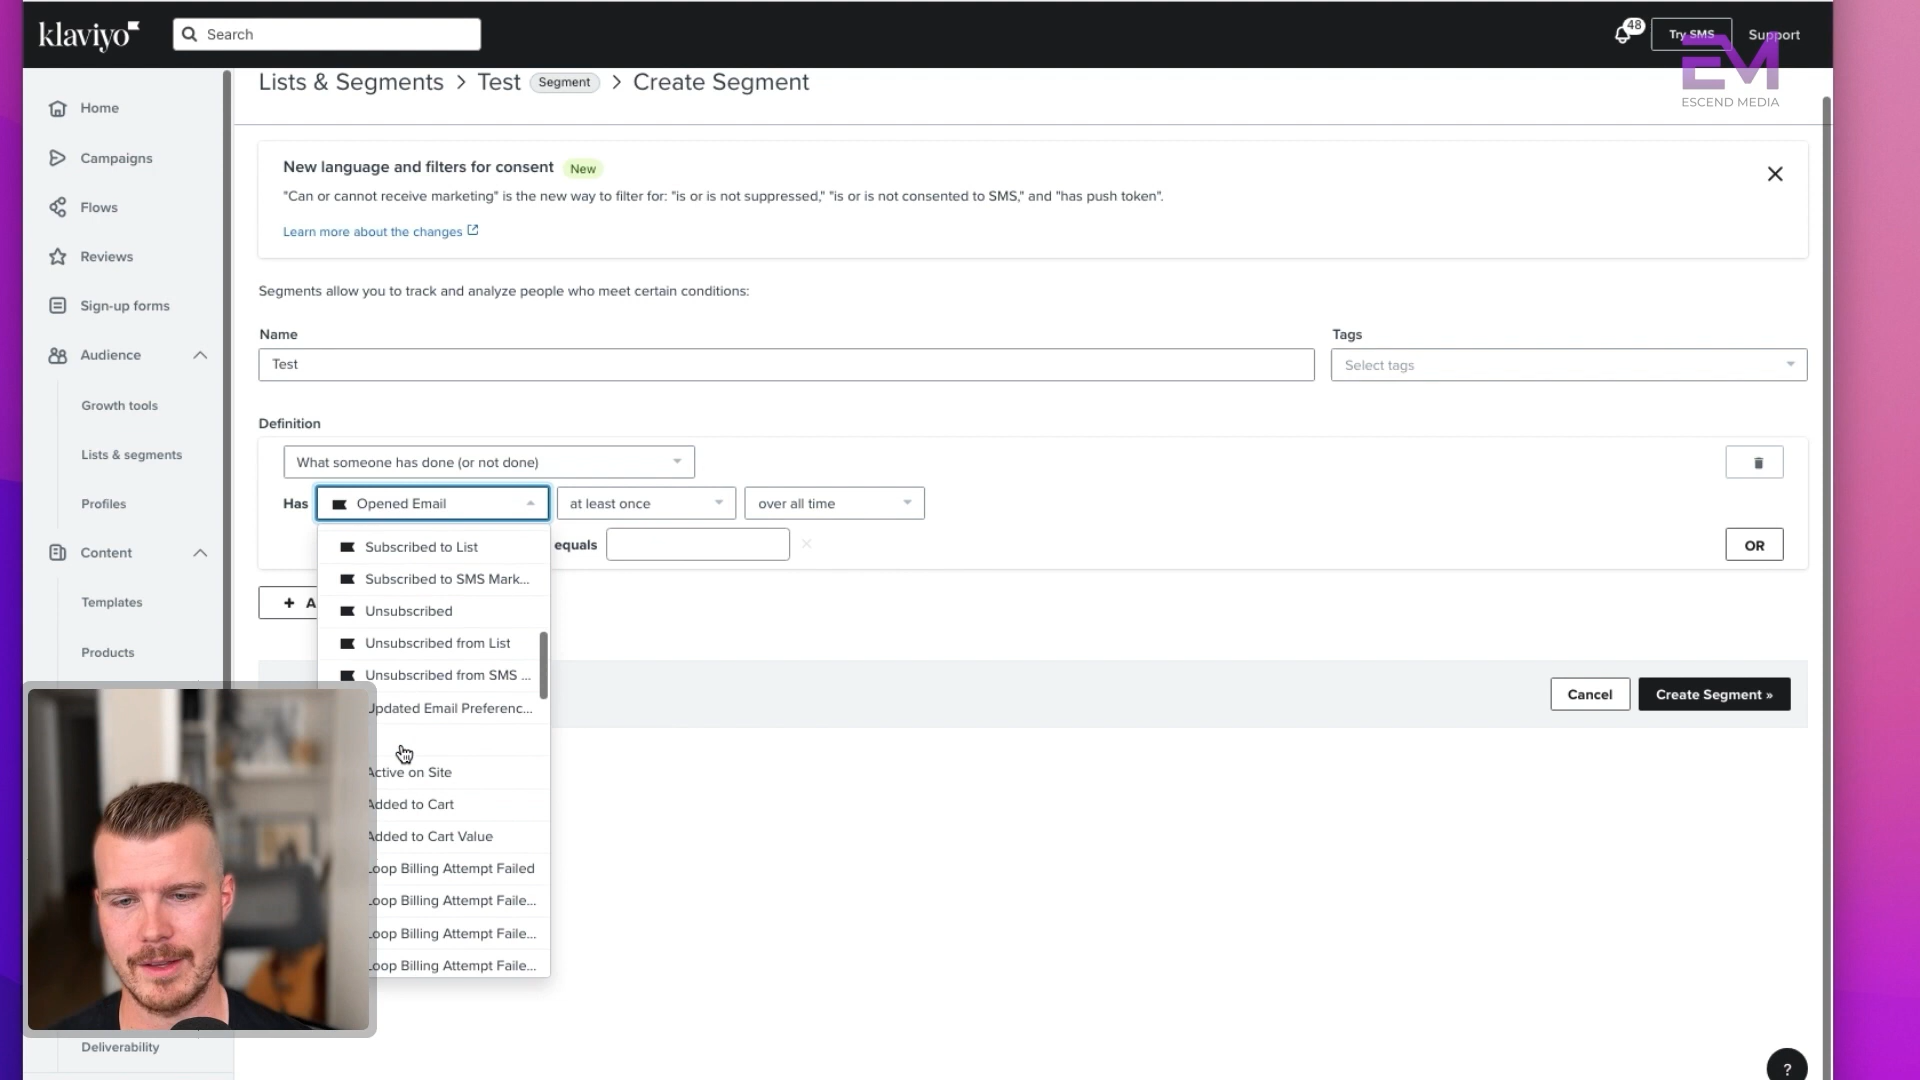 klaviyo
Search
48
Try SMS
Support
EM
ESCEND MEDIA
Lists & Segments > Test Segment > Create Segment
Home
Campaigns
Flows
Reviews
Sign-up forms
Audience
Growth tools
Lists & segments
Profiles
Content
Templates
Products
Deliverability
New language and filters for consent New
"Can or cannot receive marketing" is the new way to filter for: "is or is not suppressed," "is or is not consented to SMS," and "has push token".
Learn more about the changes
Segments allow you to track and analyze people who meet certain conditions:
Name
Tags
Test
Select tags
Definition
What someone has done (or not done)
Has Opened Email at least once over all time
equals
OR
+ A
Subscribed to List
Subscribed to SMS Mark...
Unsubscribed
Unsubscribed from List
Unsubscribed from SMS ...
Updated Email Preferenc...
Active on Site
Added to Cart
Added to Cart Value
Loop Billing Attempt Failed
Loop Billing Attempt Faile...
Loop Billing Attempt Faile...
Loop Billing Attempt Faile...
Cancel
Create Segment »
?